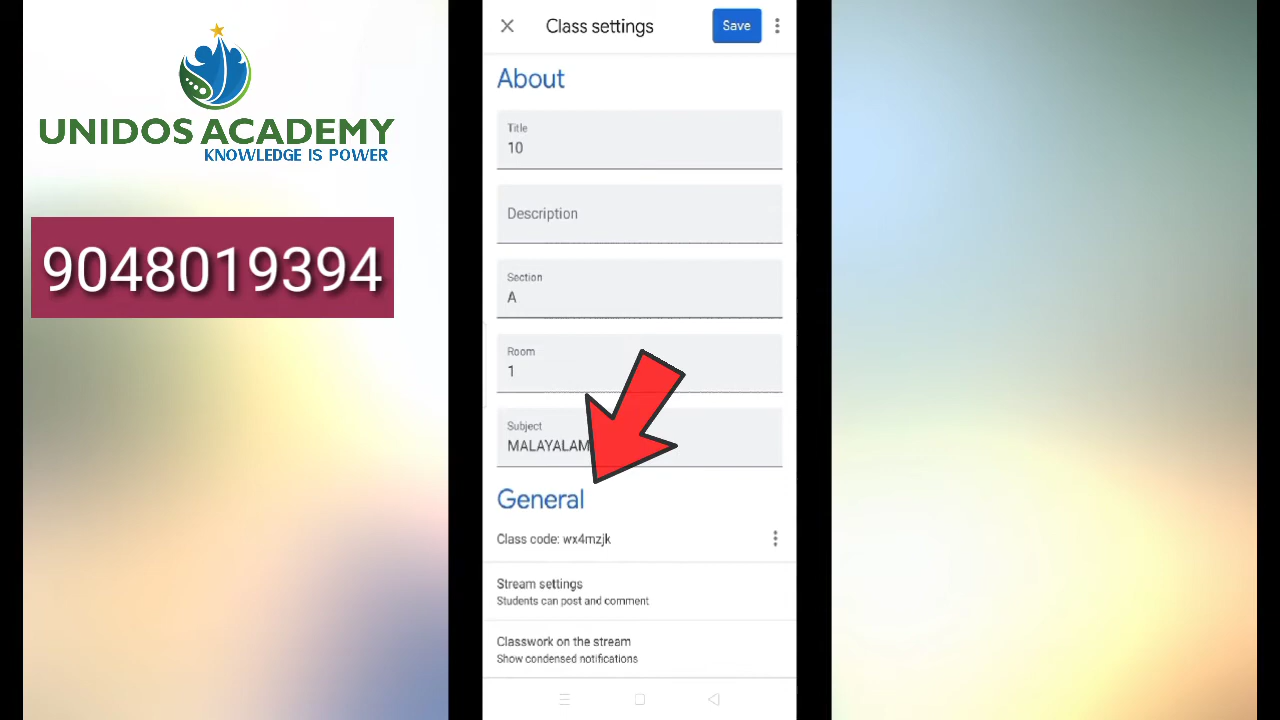 UNIDOS ACADEMY
KNOWLEDGE IS POWER
9048019394
Class settings
Save
About
Title
10
Description
Section
A
Room
1
Subject
MALAYALAM
General
Class code: wx4mzjk
Stream settings
Students can post and comment
Classwork on the stream
Show condensed notifications